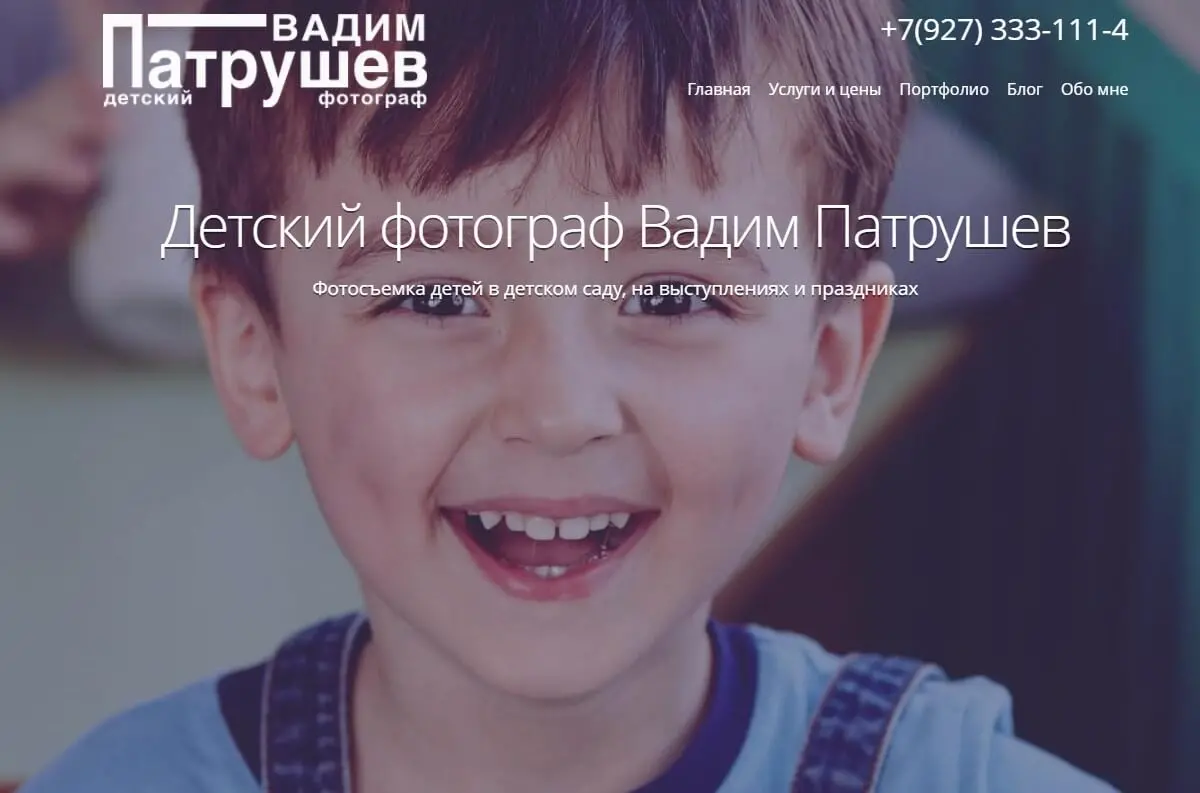 ВАДИМ
Патрушев
детский фотограф
+7(927) 333-111-4
Главная Услуги и цены Портфолио Блог Обо мне
Детский фотограф Вадим Патрушев
Фотосъемка детей в детском саду, на выступлениях и праздниках